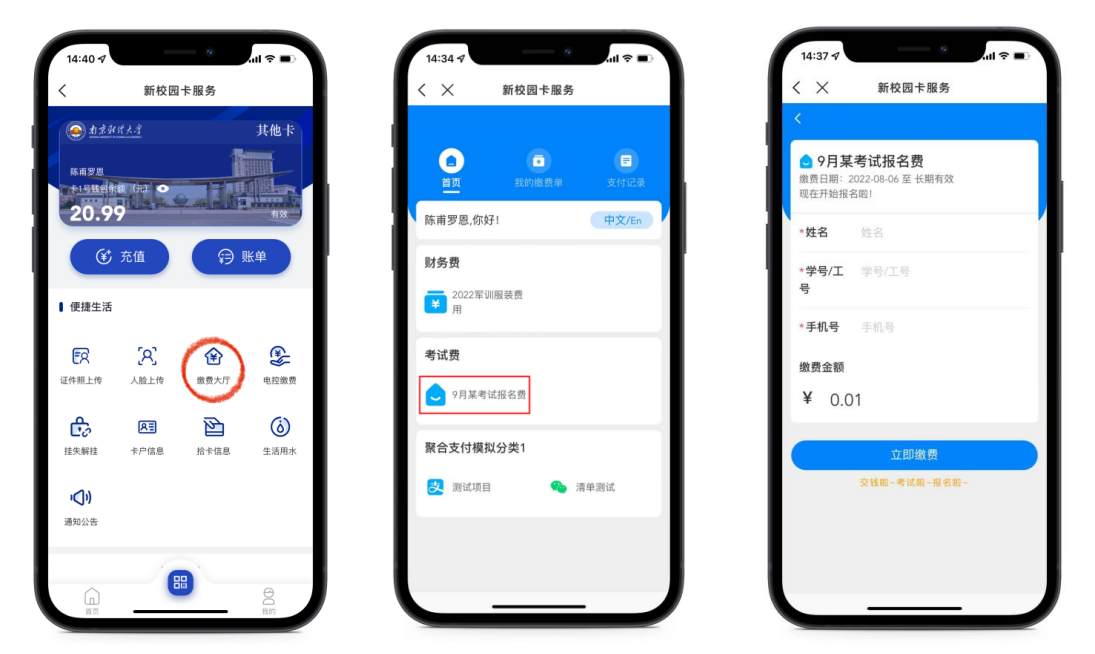 14:40
新校园卡服务
其他卡
陈甫罗恩
卡1号钱包余额（元）
20.99
有效
充值
账单
便捷生活
证件照上传
人脸上传
缴费大厅
电控缴费
挂失解挂
卡户信息
拾卡信息
生活用水
通知公告
首页
我的
14:34
新校园卡服务
首页
我的缴费单
支付记录
陈甫罗恩,你好!
中文/En
财务费
2022军训服装费
用
考试费
9月某考试报名费
聚合支付模拟分类1
测试项目
清单测试
14:37
新校园卡服务
9月某考试报名费
缴费日期：2022-08-06 至 长期有效
现在开始报名啦!
*姓名 姓名
*学号/工 学号/工号
号
*手机号 手机号
缴费金额
¥ 0.01
立即缴费
交钱啦~考试啦~报名啦~